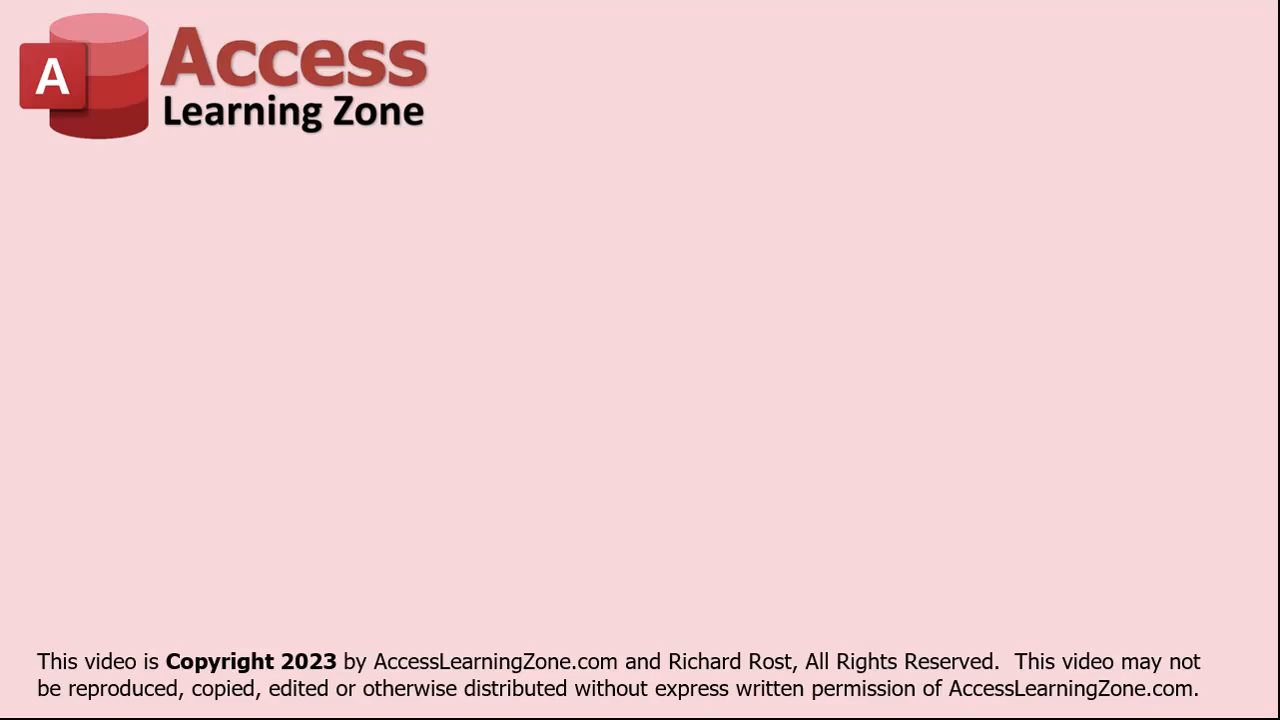 A
Access
Learning Zone
This video is Copyright 2023 by AccessLearningZone.com and Richard Rost, All Rights Reserved.  This video may not
be reproduced, copied, edited or otherwise distributed without express written permission of AccessLearningZone.com.